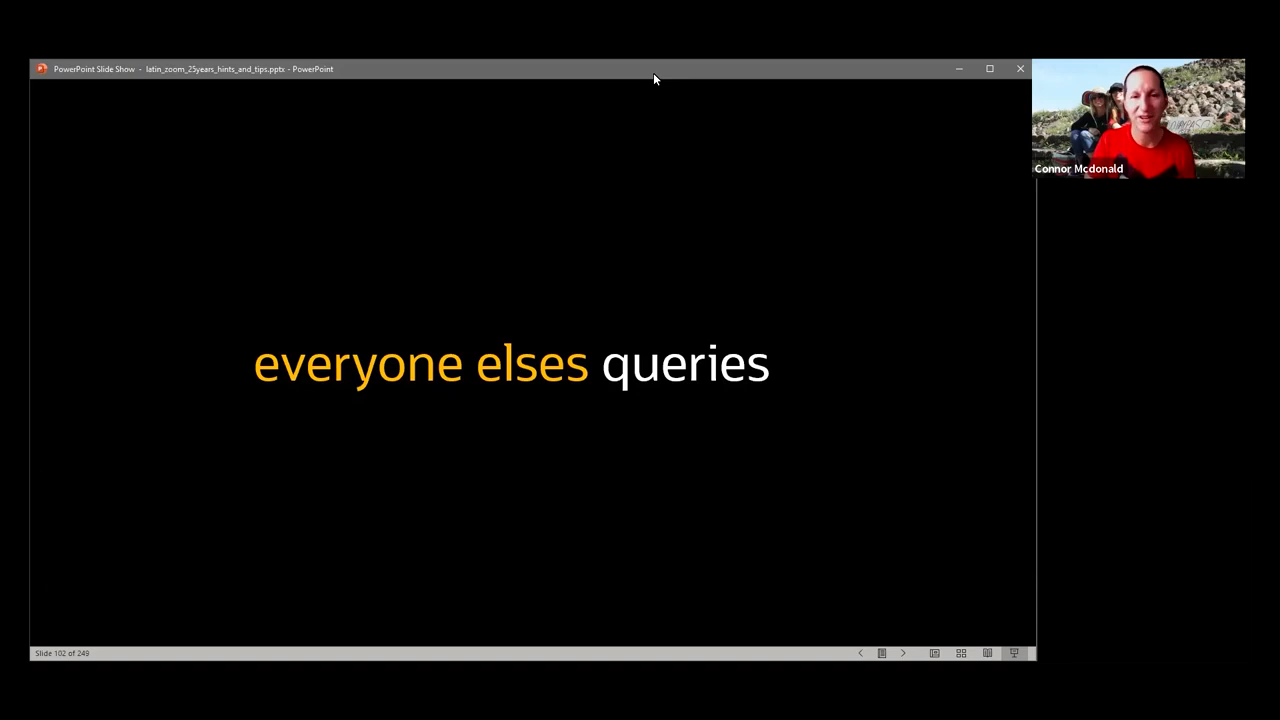 PowerPoint Slide Show - latin_zoom_25years_hints_and_tips.pptx - PowerPoint
Connor Mcdonald
everyone elses queries
Slide 102 of 249